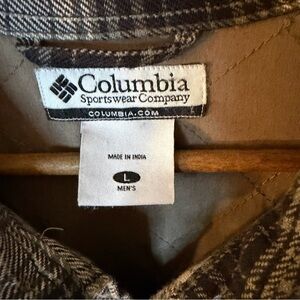 Columbia
Sportswear Company
COLUMBIA.COM
MADE IN INDIA
L
MEN'S